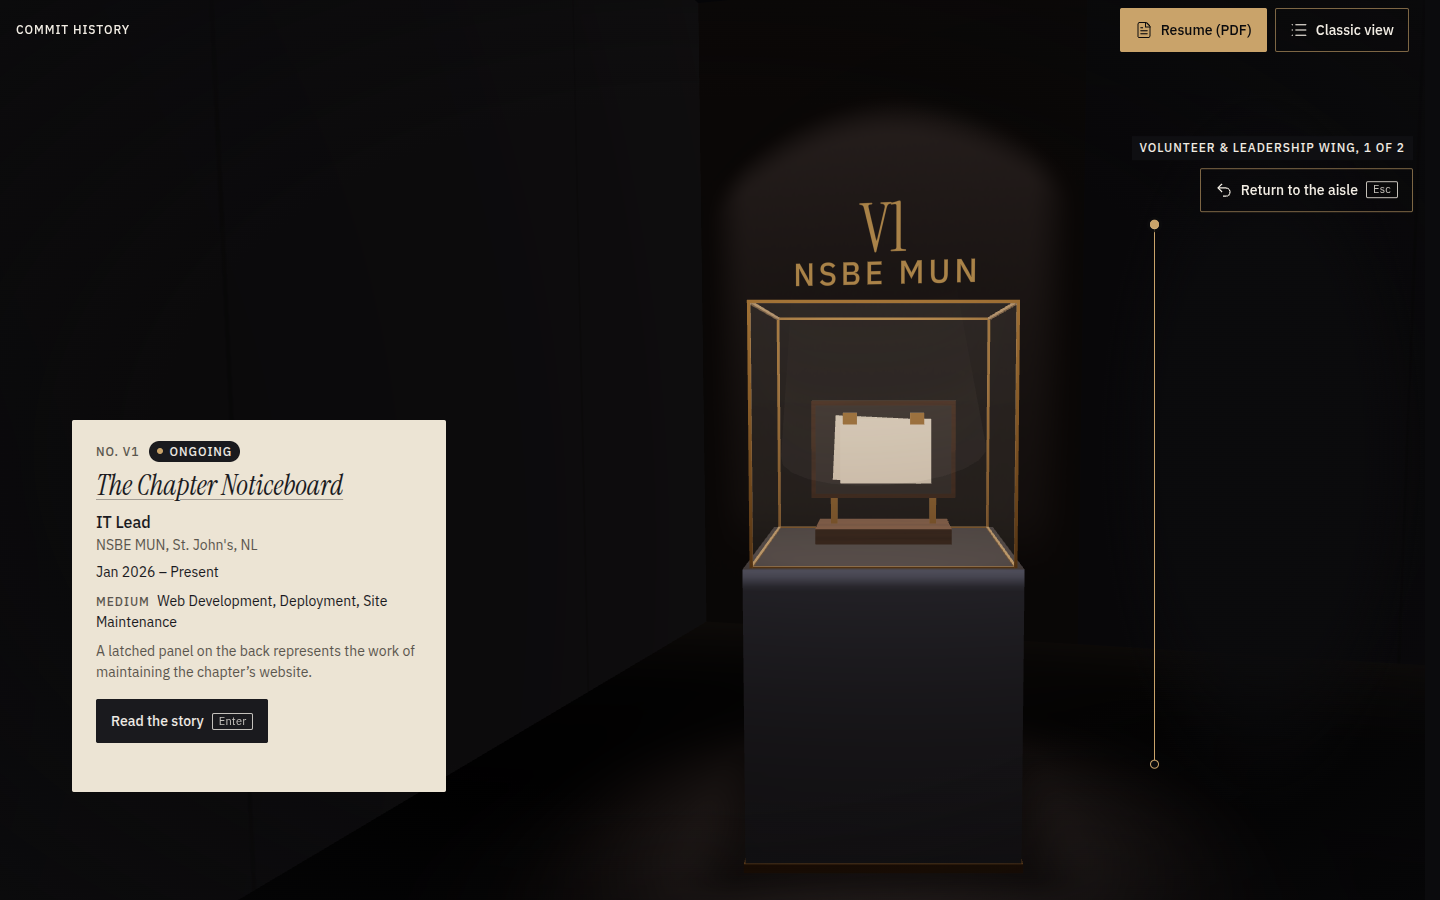 COMMIT HISTORY
Resume (PDF)
Classic view
VOLUNTEER & LEADERSHIP WING, 1 OF 2
Return to the aisle Esc
V1
NSBE MUN
NO. V1 ONGOING
The Chapter Noticeboard
IT Lead
NSBE MUN, St. John's, NL
Jan 2026 – Present
MEDIUM Web Development, Deployment, Site
Maintenance
A latched panel on the back represents the work of
maintaining the chapter’s website.
Read the story Enter